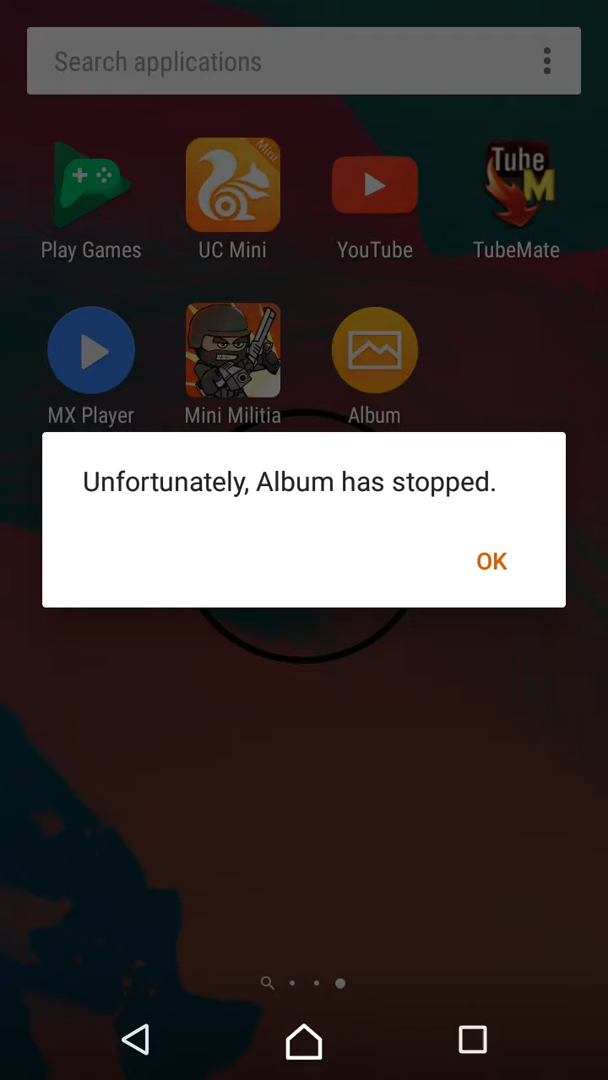 Search applications
Mini
Tube
M
Play Games
UC Mini
YouTube
TubeMate
MX Player
Mini Militia
Album
Unfortunately, Album has stopped.
OK